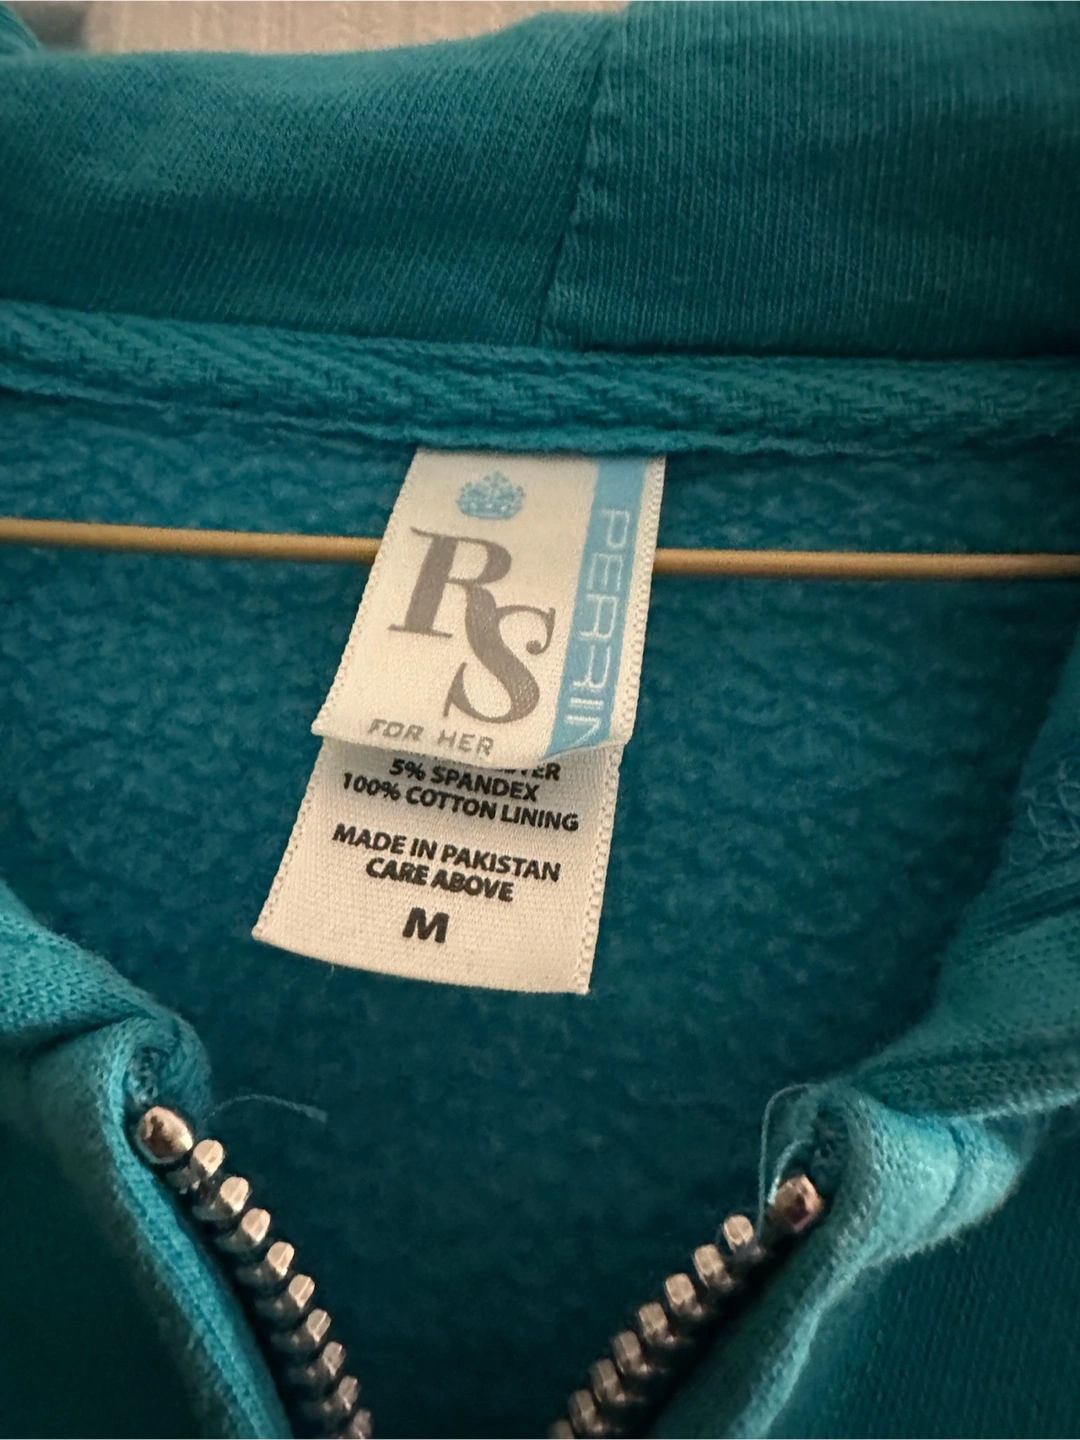 RS
FOR HER
PERRIN
5% SPANDEX
100% COTTON LINING
MADE IN PAKISTAN
CARE ABOVE
M